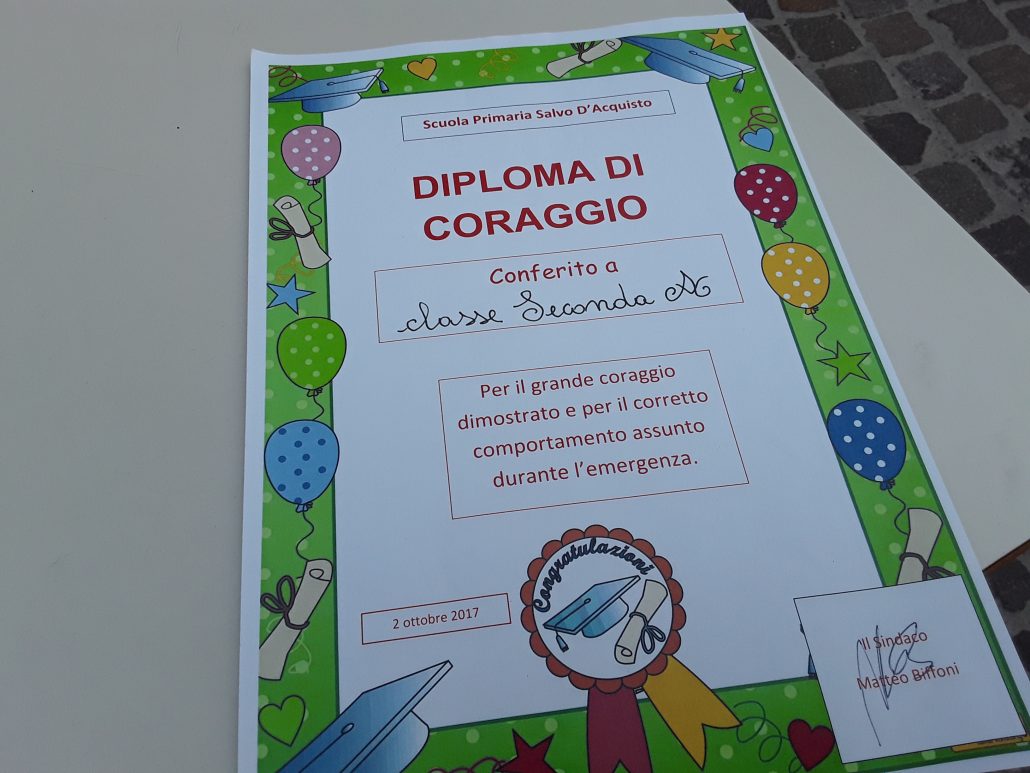 Scuola Primaria Salvo D'Acquisto
DIPLOMA DI
CORAGGIO
Conferito a
classe Seconda A
Per il grande coraggio
dimostrato e per il corretto
comportamento assunto
durante l'emergenza.
Congratulazioni
2 ottobre 2017
Il Sindaco
Matteo Biffoni